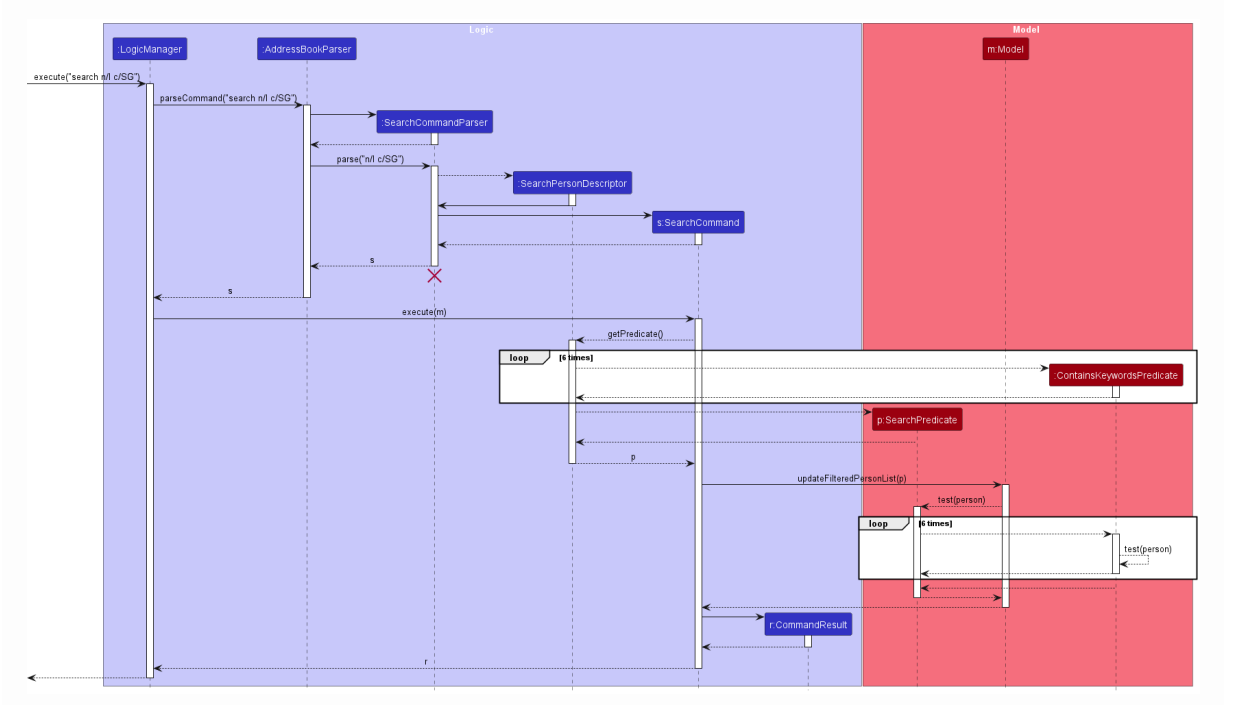 Logic
Model
:LogicManager
:AddressBookParser
m:Model
execute("search n/l c/SG")
parseCommand("search n/l c/SG")
:SearchCommandParser
parse("n/l c/SG")
:SearchPersonDescriptor
s:SearchCommand
s
s
execute(m)
getPredicate()
loop [6 times]
:ContainsKeywordsPredicate
p:SearchPredicate
p
updateFilteredPersonList(p)
test(person)
loop [6 times]
test(person)
r:CommandResult
r